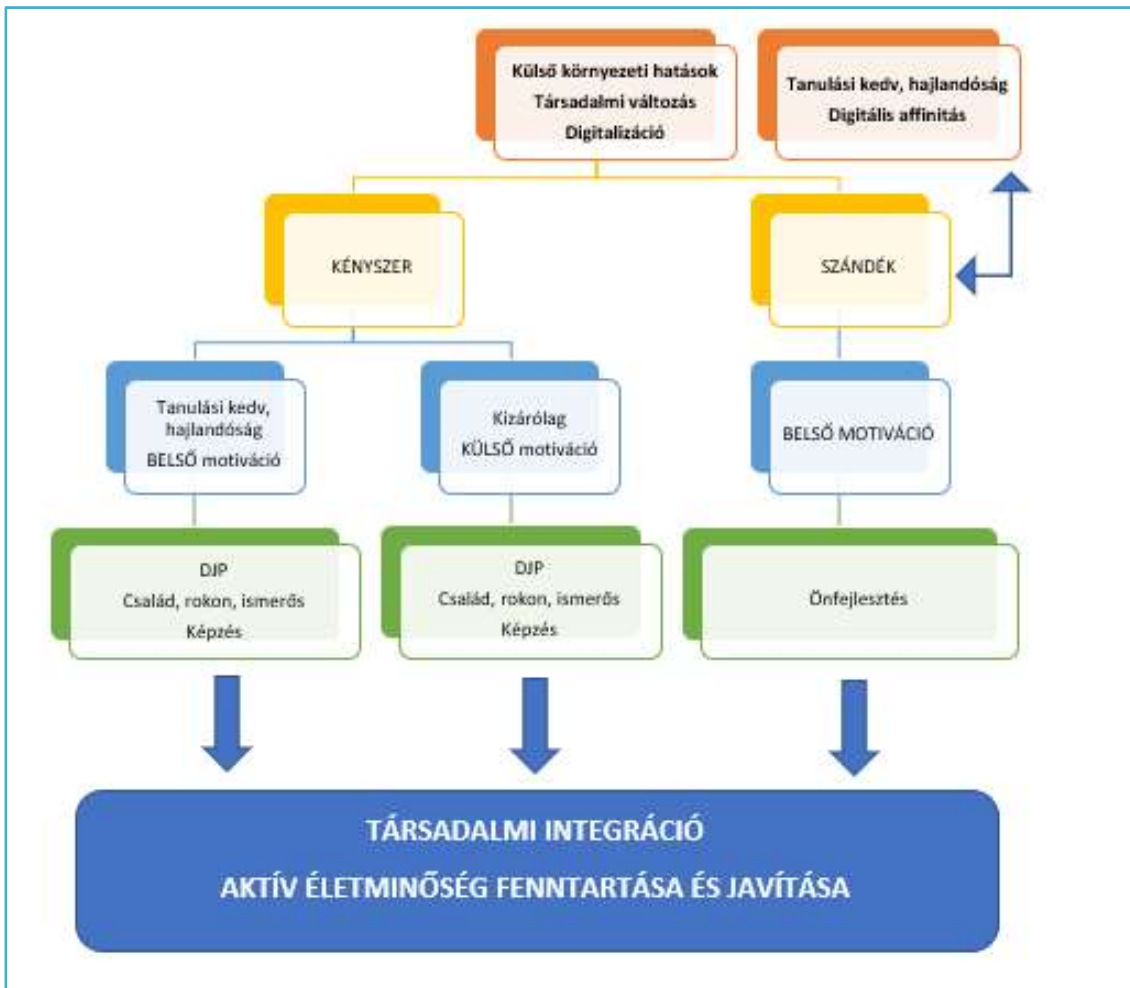 Külső környezeti hatások
Társadalmi változás
Digitalizáció
Tanulási kedv, hajlandóság
Digitális affinitás
KÉNYSZER
SZÁNDÉK
Tanulási kedv,
hajlandóság
BELSŐ motiváció
Kizárólag
KÜLSŐ motiváció
BELSŐ MOTIVÁCIÓ
DJP
Család, rokon, ismerős
Képzés
DJP
Család, rokon, ismerős
Képzés
Önfejlesztés
TÁRSADALMI INTEGRÁCIÓ
AKTÍV ÉLETMINŐSÉG FENNTARTÁSA ÉS JAVÍTÁSA